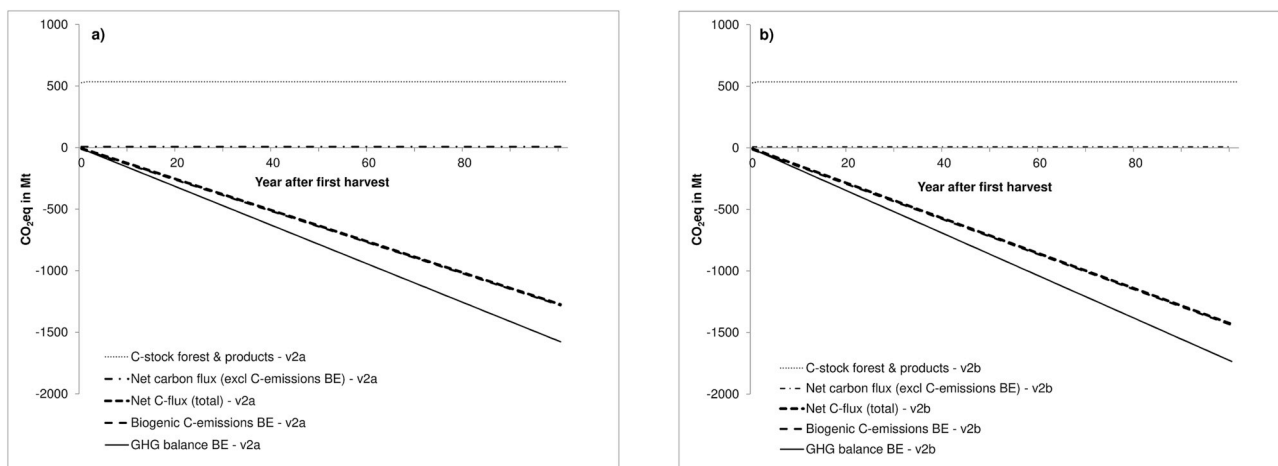 a)
1000
500
0
-500
-1000
-1500
-2000
0 20 40 60 80
Year after first harvest
CO₂eq in Mt
C-stock forest & products - v2a
Net carbon flux (excl C-emissions BE) - v2a
Net C-flux (total) - v2a
Biogenic C-emissions BE - v2a
GHG balance BE - v2a
b)
1000
500
0
-500
-1000
-1500
-2000
0 20 40 60 80
Year after first harvest
CO₂eq in Mt
C-stock forest & products - v2b
Net carbon flux (excl C-emissions BE) - v2b
Net C-flux (total) - v2b
Biogenic C-emissions BE - v2b
GHG balance BE - v2b